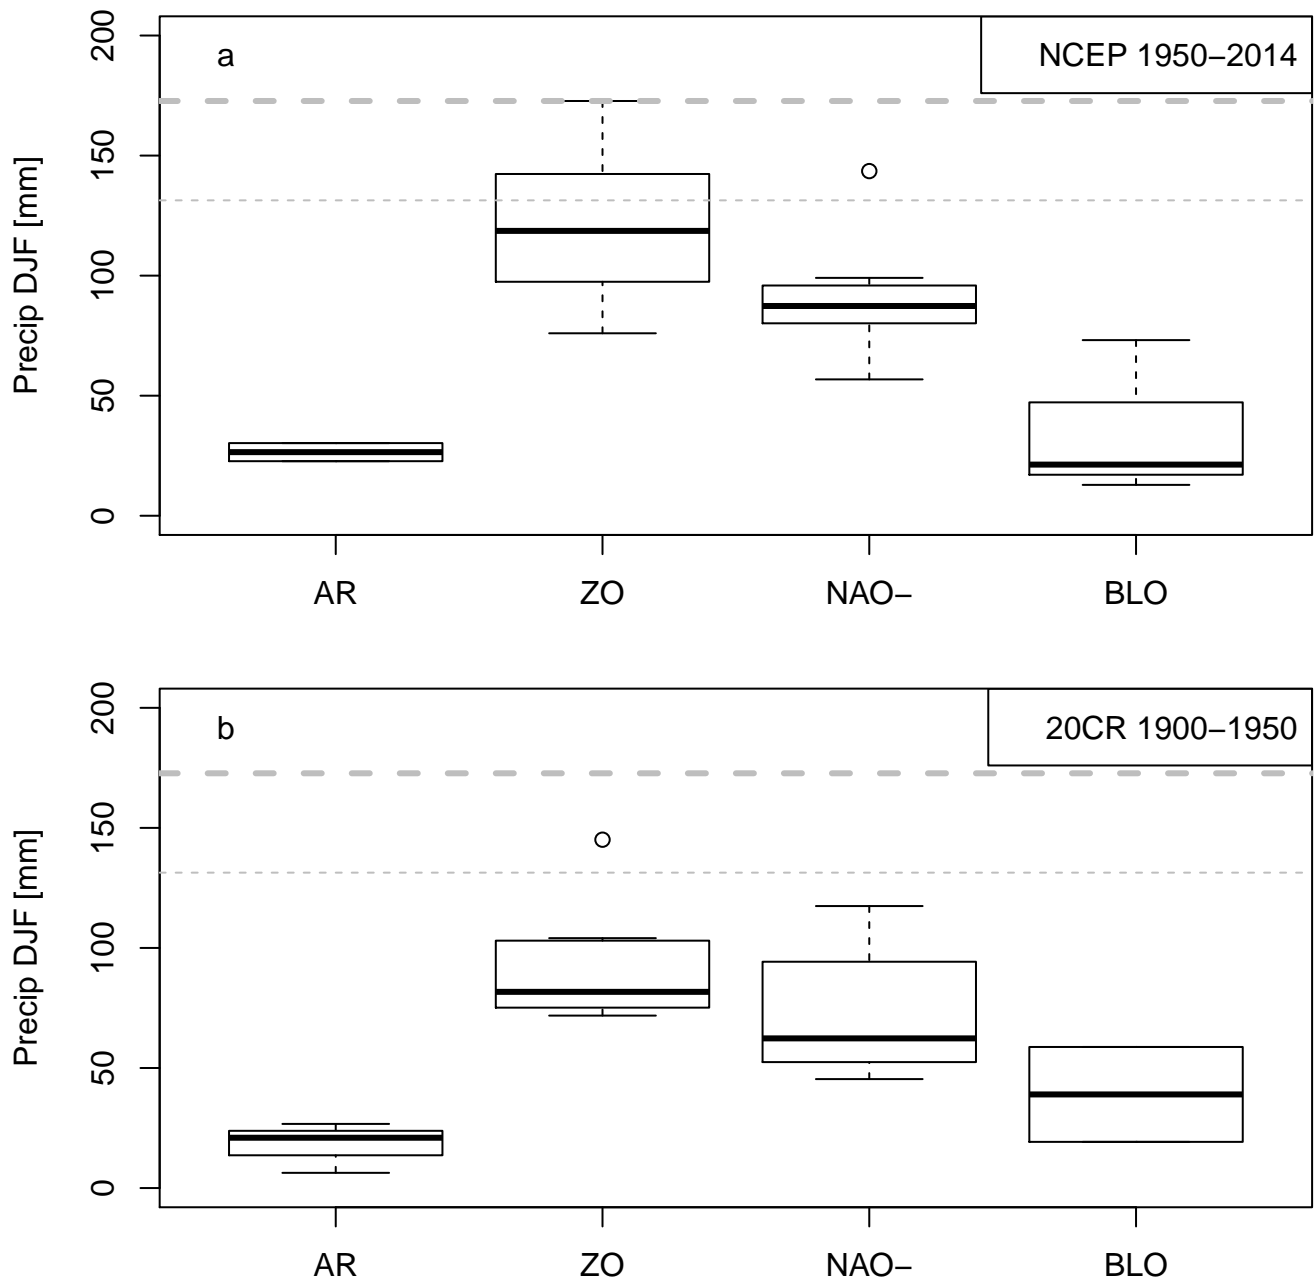 a
NCEP 1950−2014
Precip DJF [mm]
200
150
100
50
0
AR ZO NAO− BLO
b
20CR 1900−1950
Precip DJF [mm]
200
150
100
50
0
AR ZO NAO− BLO